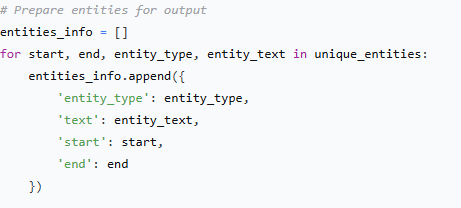 # Prepare entities for output
entities_info = []
for start, end, entity_type, entity_text in unique_entities:
    entities_info.append({
        'entity_type': entity_type,
        'text': entity_text,
        'start': start,
        'end': end
    })